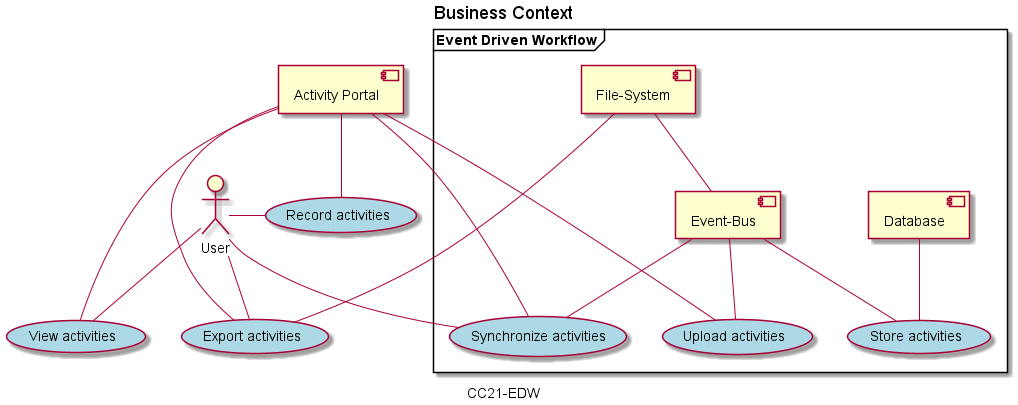 Business Context
Event Driven Workflow
Activity Portal
File-System
Record activities
User
Event-Bus
Database
View activities
Export activities
Synchronize activities
Upload activities
Store activities
CC21-EDW